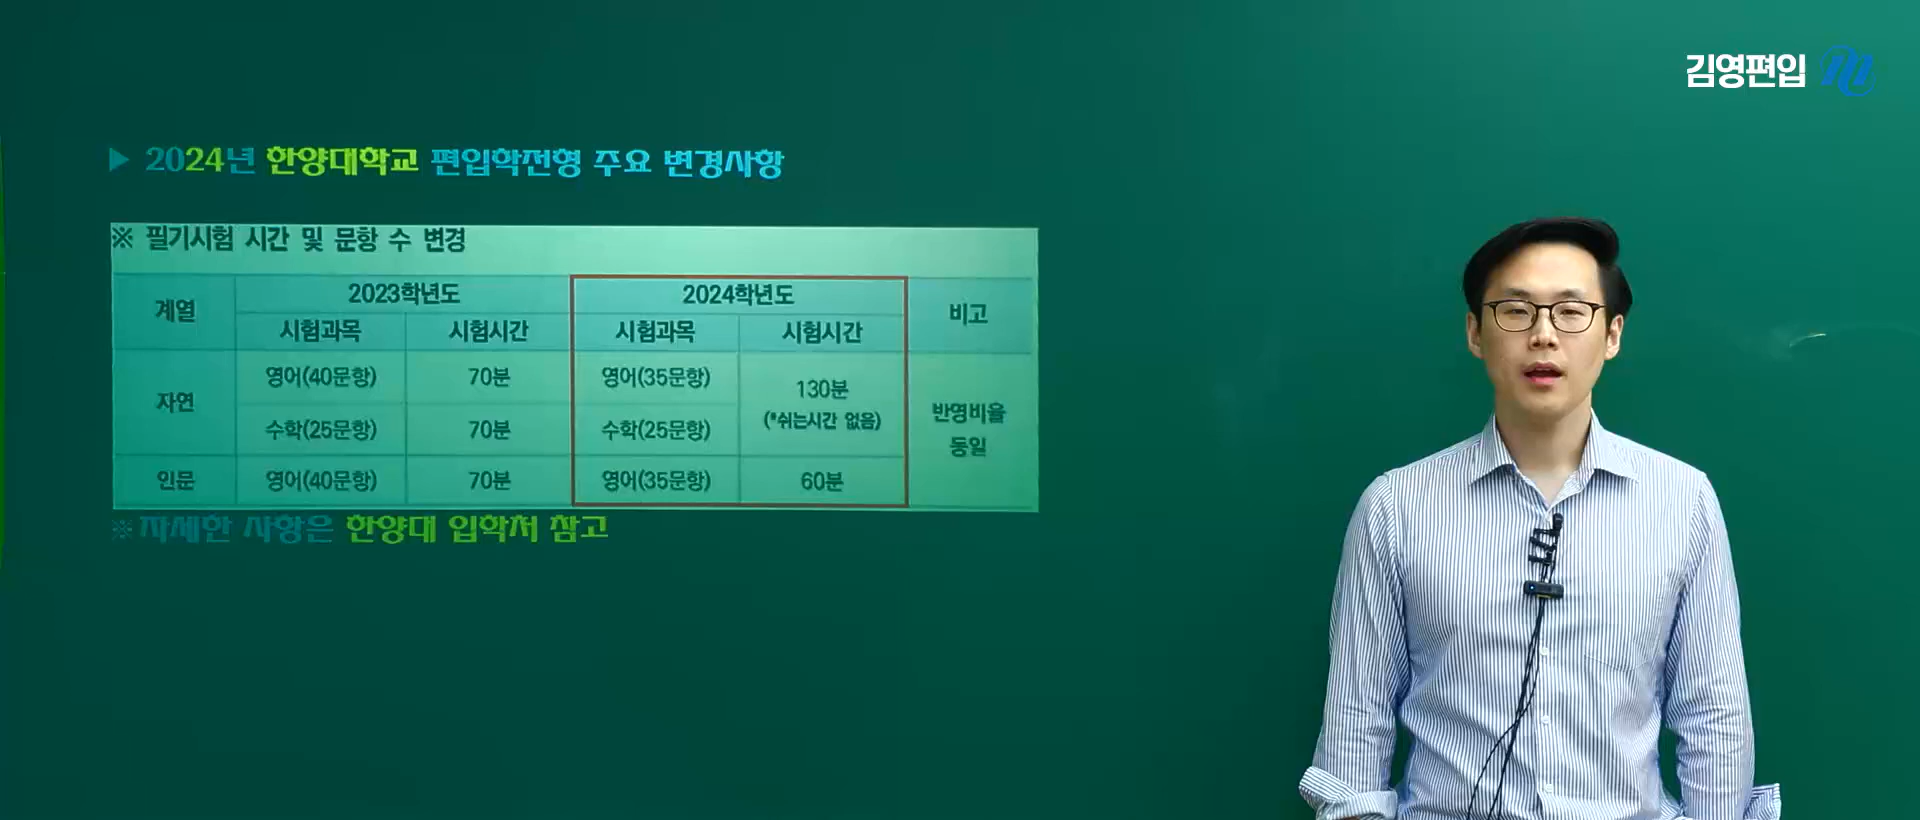 김영편입
▶ 2024년 한양대학교 편입학전형 주요 변경사항
※ 필기시험 시간 및 문항 수 변경
계열 2023학년도 2024학년도 비고
시험과목 시험시간 시험과목 시험시간
자연 영어(40문항) 70분 영어(35문항) 130분 (*쉬는시간 없음) 반영비율 동일
수학(25문항) 70분 수학(25문항)
인문 영어(40문항) 70분 영어(35문항) 60분
※자세한 사항은 한양대 입학처 참고